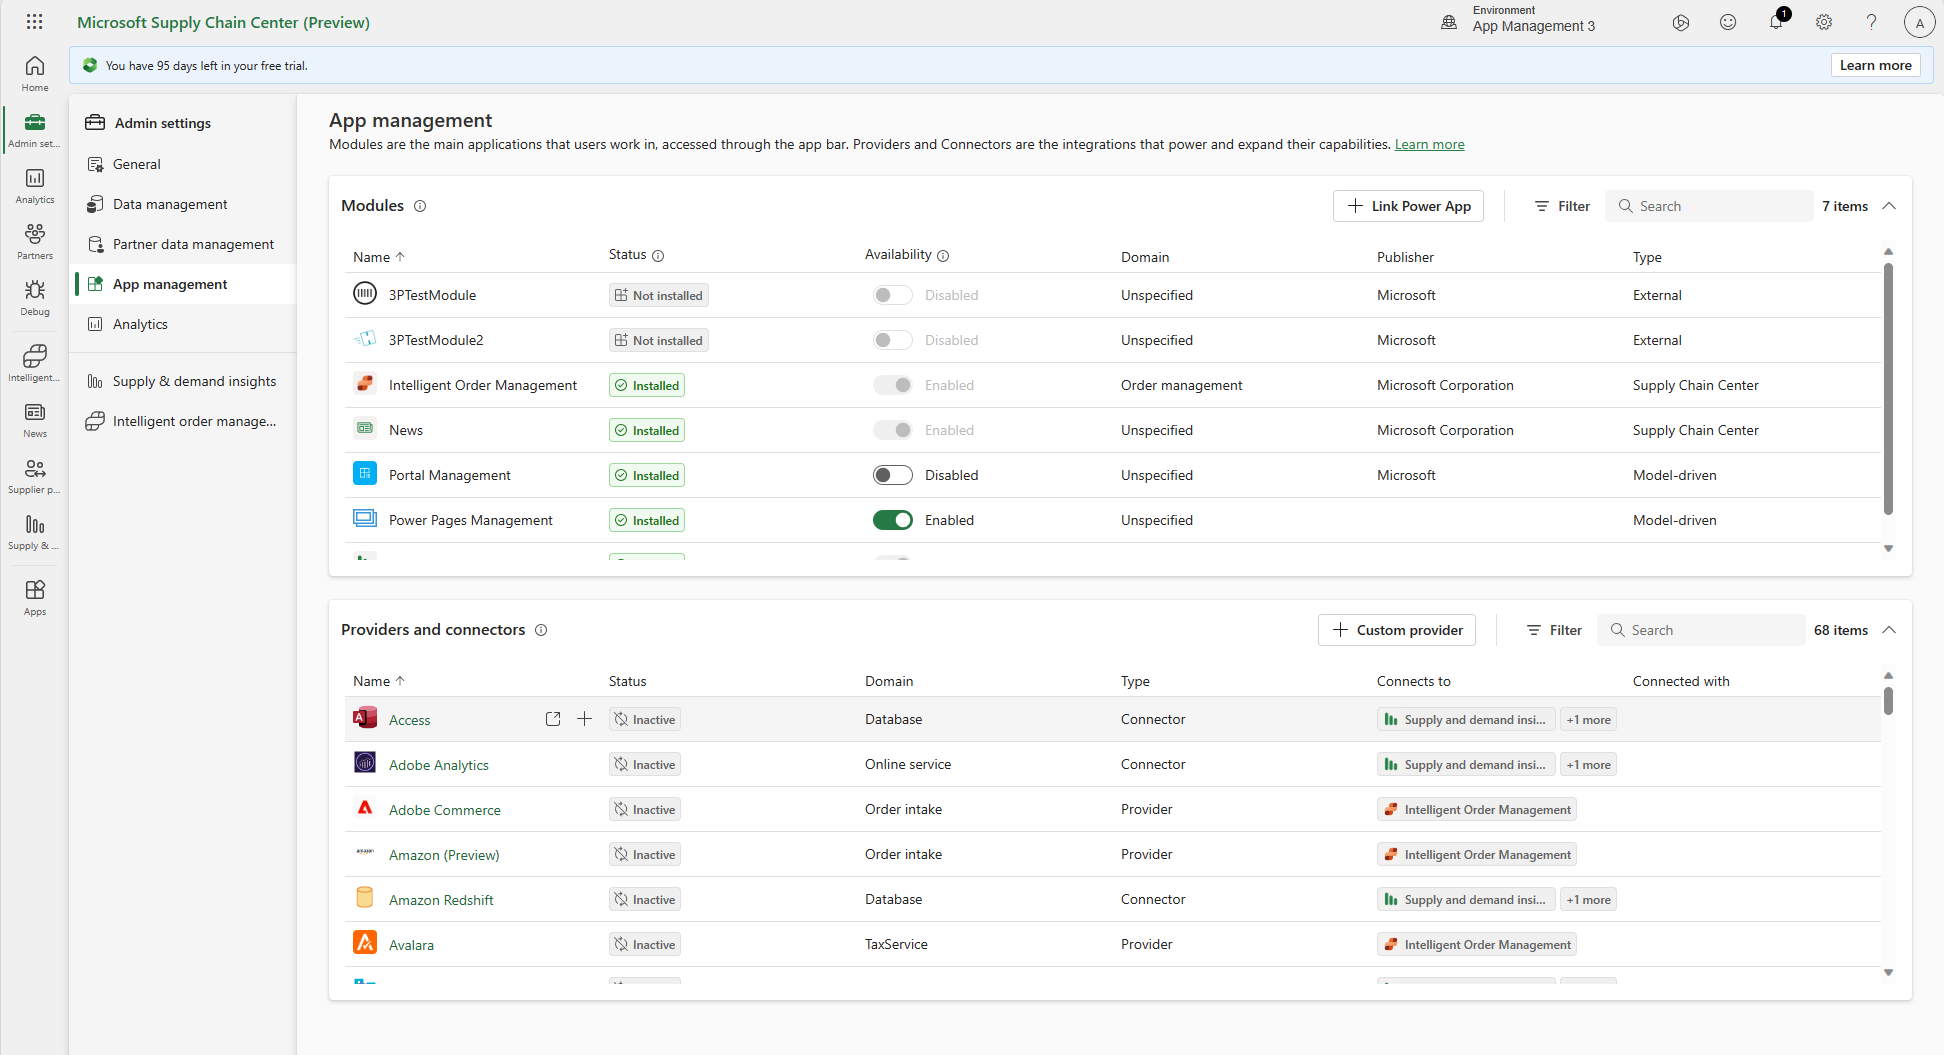 Microsoft Supply Chain Center (Preview)
Environment
App Management 3
1
A
You have 95 days left in your free trial.
Learn more
Home
Admin set...
Analytics
Partners
Debug
Intelligent...
News
Supplier p...
Supply & ...
Apps
Admin settings
General
Data management
Partner data management
App management
Analytics
Supply & demand insights
Intelligent order manage...
App management
Modules are the main applications that users work in, accessed through the app bar. Providers and Connectors are the integrations that power and expand their capabilities. Learn more
Modules
Link Power App
Filter
Search
7 items
Name Status Availability Domain Publisher Type
3PTestModule Not installed Disabled Unspecified Microsoft External
3PTestModule2 Not installed Disabled Unspecified Microsoft External
Intelligent Order Management Installed Enabled Order management Microsoft Corporation Supply Chain Center
News Installed Enabled Unspecified Microsoft Corporation Supply Chain Center
Portal Management Installed Disabled Unspecified Microsoft Model-driven
Power Pages Management Installed Enabled Unspecified Model-driven
Providers and connectors
Custom provider
Filter
Search
68 items
Name Status Domain Type Connects to Connected with
Access Inactive Database Connector Supply and demand insi... +1 more
Adobe Analytics Inactive Online service Connector Supply and demand insi... +1 more
Adobe Commerce Inactive Order intake Provider Intelligent Order Management
Amazon (Preview) Inactive Order intake Provider Intelligent Order Management
Amazon Redshift Inactive Database Connector Supply and demand insi... +1 more
Avalara Inactive TaxService Provider Intelligent Order Management